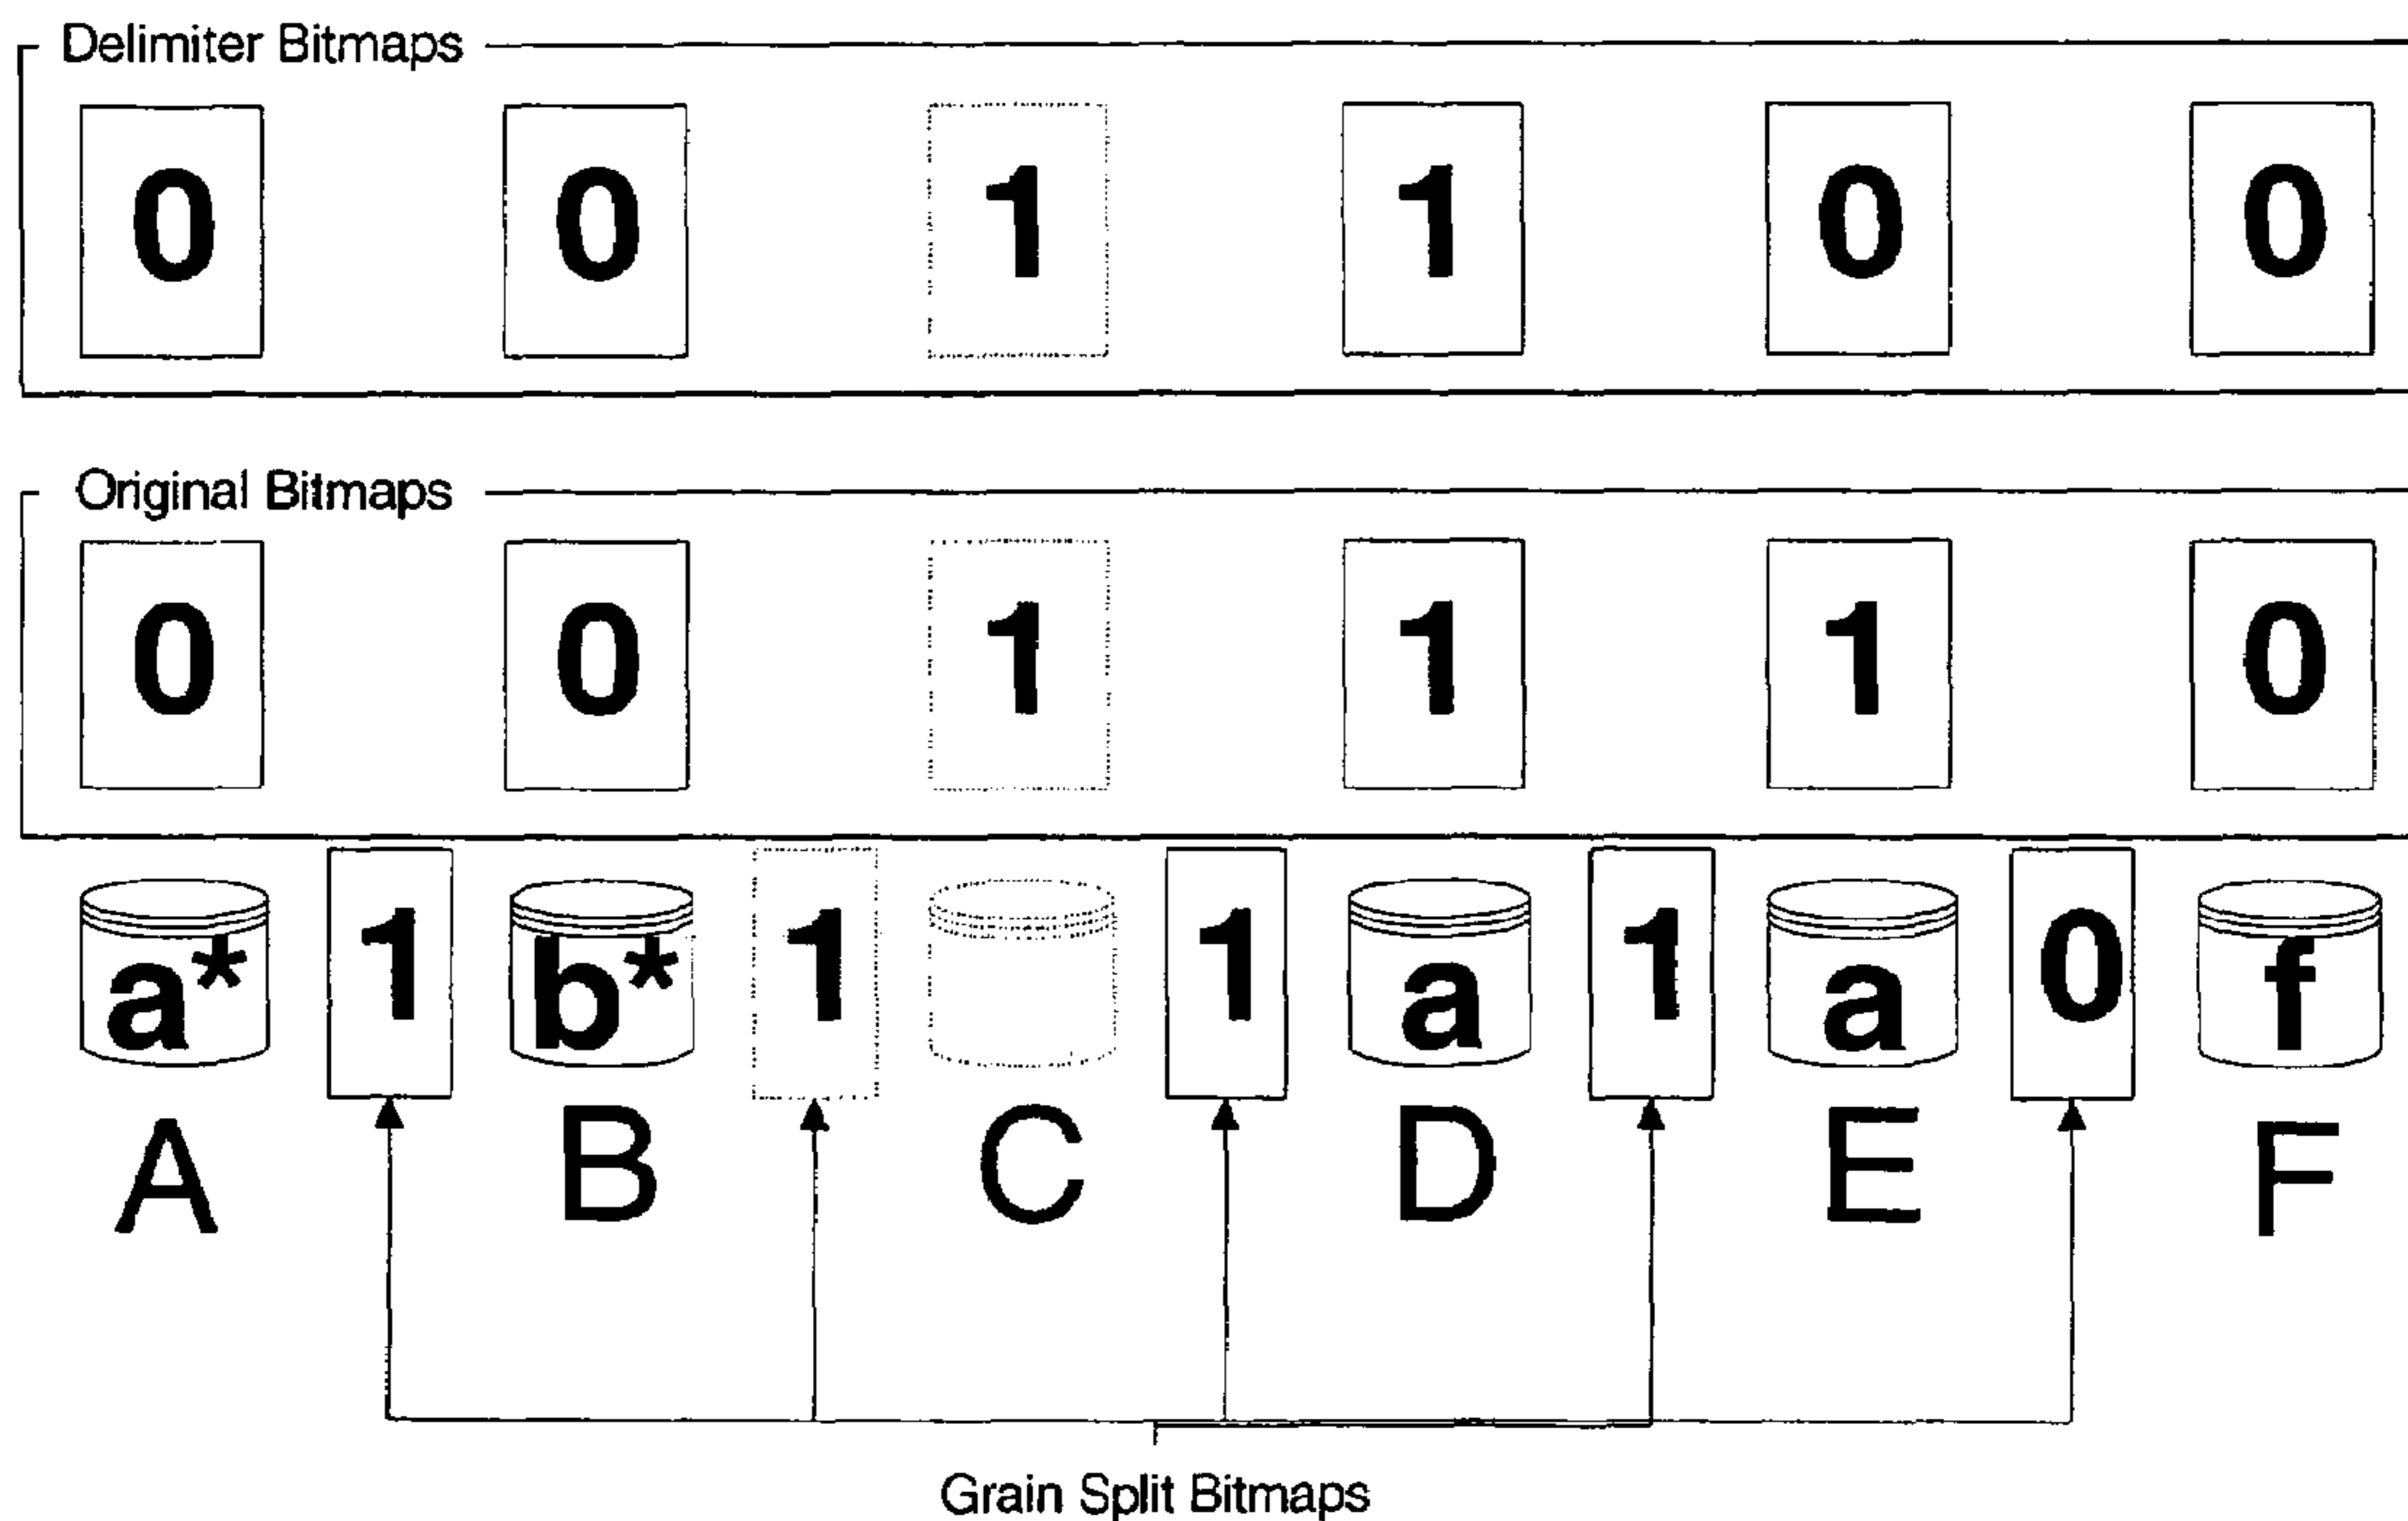 Delimiter Bitmaps
0 0 1 1 0 0
Original Bitmaps
0 0 1 1 1 0
a* 1 b* 1 1 a 1 a 0 f
A B C D E F
Grain Split Bitmaps